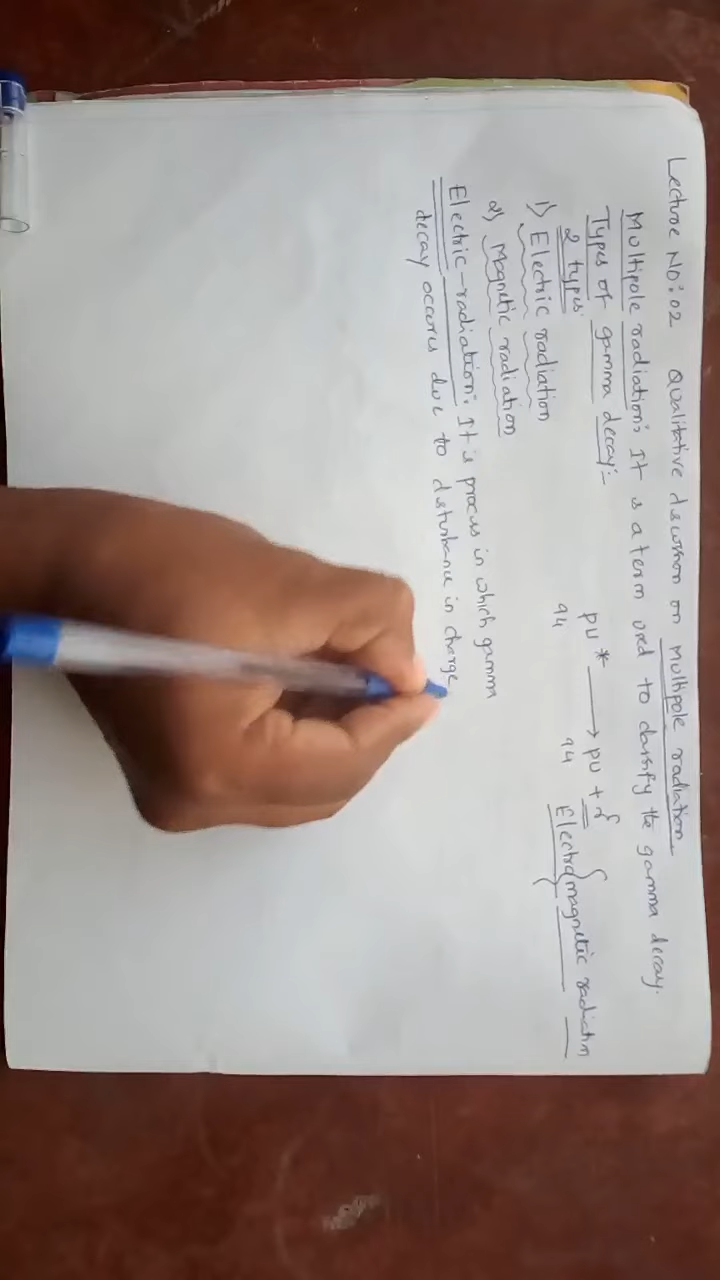 Lecture NO:02 Qualitative discussion on Multipole radiation
Multipole radiation: It is a term used to classify the gamma decay.
Types of gamma decay:-
2 types:
1) Electric radiation
2) Magnetic radiation
94 PU* → 94 PU + γ
Electromagnetic radiatin
Electric-radiation: It is process in which gamma
decay occurs due to disturbance in charge